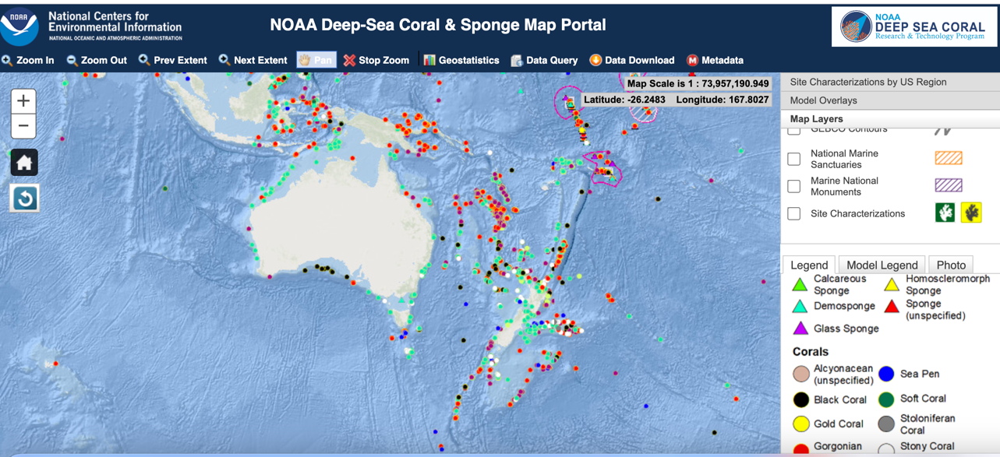 NOAA
National Centers for
Environmental Information
NATIONAL OCEANIC AND ATMOSPHERIC ADMINISTRATION
NOAA Deep-Sea Coral & Sponge Map Portal
NOAA
DEEP SEA CORAL
Research & Technology Program
Zoom In Zoom Out Prev Extent Next Extent Pan Stop Zoom Geostatistics Data Query Data Download M Metadata
Map Scale is 1 : 73,957,190.949
Latitude: -26.2483 Longitude: 167.8027
+
−
Site Characterizations by US Region
Model Overlays
Map Layers
GEBCO Contours
National Marine
Sanctuaries
Marine National
Monuments
Site Characterizations
Legend Model Legend Photo
Calcareous
Sponge
Homoscleromorph
Sponge
Demosponge
Sponge
(unspecified)
Glass Sponge
Corals
Alcyonacean
(unspecified)
Sea Pen
Black Coral
Soft Coral
Gold Coral
Stoloniferan
Coral
Gorgonian
Stony Coral